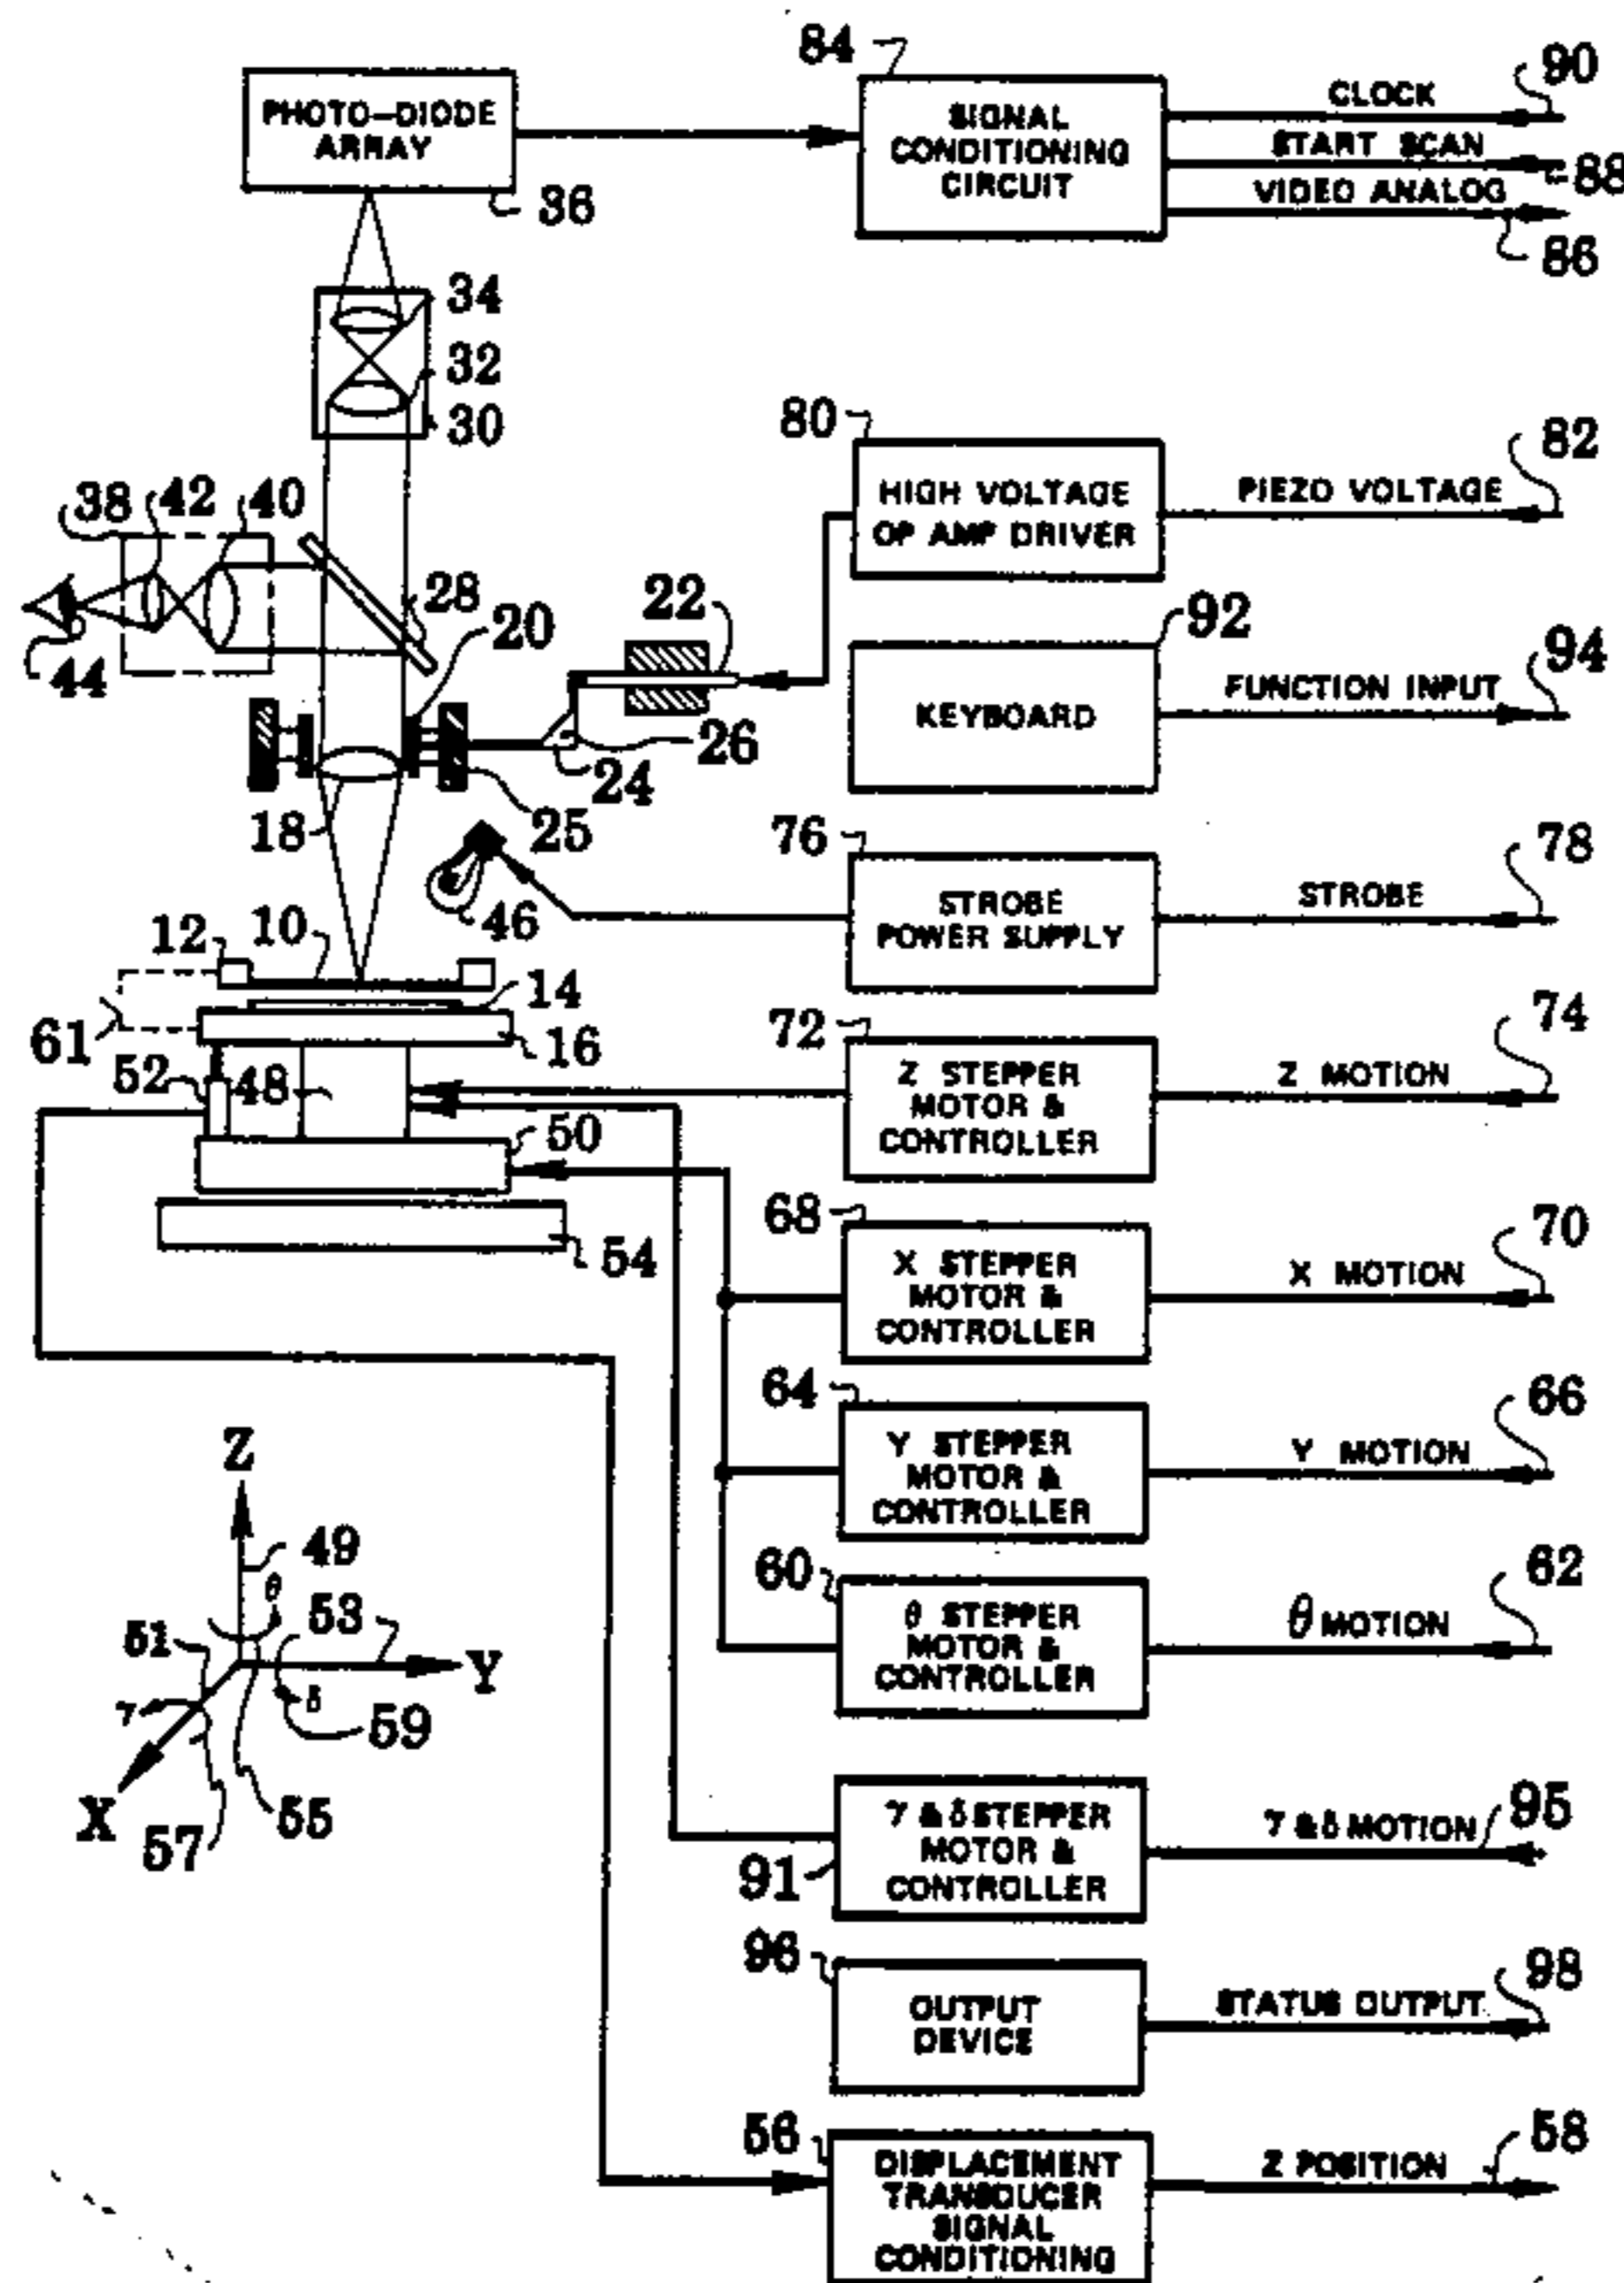 84
90
PHOTO-DIODE
ARRAY
36
SIGNAL
CONDITIONING
CIRCUIT
CLOCK
START SCAN
88
VIDEO ANALOG
86
34
32
30
80
HIGH VOLTAGE
OP AMP DRIVER
PIEZO VOLTAGE
82
38
42
40
44
28
20
22
26
24
25
18
92
KEYBOARD
FUNCTION INPUT
94
46
76
STROBE
POWER SUPPLY
STROBE
78
12
10
14
16
61
52
48
50
54
72
Z STEPPER
MOTOR &
CONTROLLER
Z MOTION
74
68
X STEPPER
MOTOR &
CONTROLLER
X MOTION
70
64
Y STEPPER
MOTOR &
CONTROLLER
Y MOTION
66
60
θ STEPPER
MOTOR &
CONTROLLER
θ MOTION
62
Z
49
θ
53
51
Y
δ
59
γ
X
57
55
91
γ & δ STEPPER
MOTOR &
CONTROLLER
γ & δ MOTION
95
96
OUTPUT
DEVICE
STATUS OUTPUT
98
56
DISPLACEMENT
TRANSDUCER
SIGNAL
CONDITIONING
Z POSITION
58